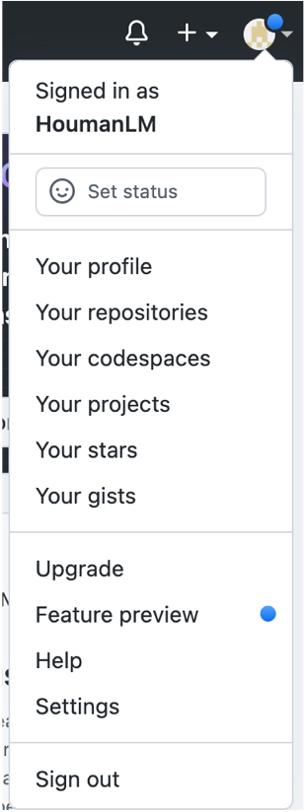 Signed in as
HoumanLM
Set status
Your profile
Your repositories
Your codespaces
Your projects
Your stars
Your gists
Upgrade
Feature preview
Help
Settings
Sign out